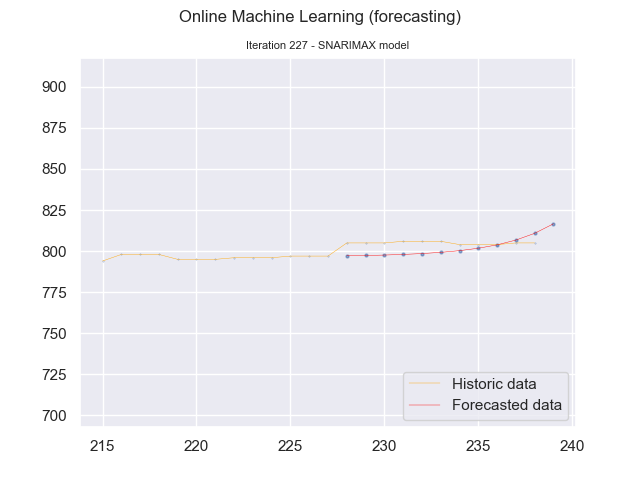 Online Machine Learning (forecasting)
Iteration 227 - SNARIMAX model
900
875
850
825
800
775
750
725
700
215 220 225 230 235 240
Historic data
Forecasted data